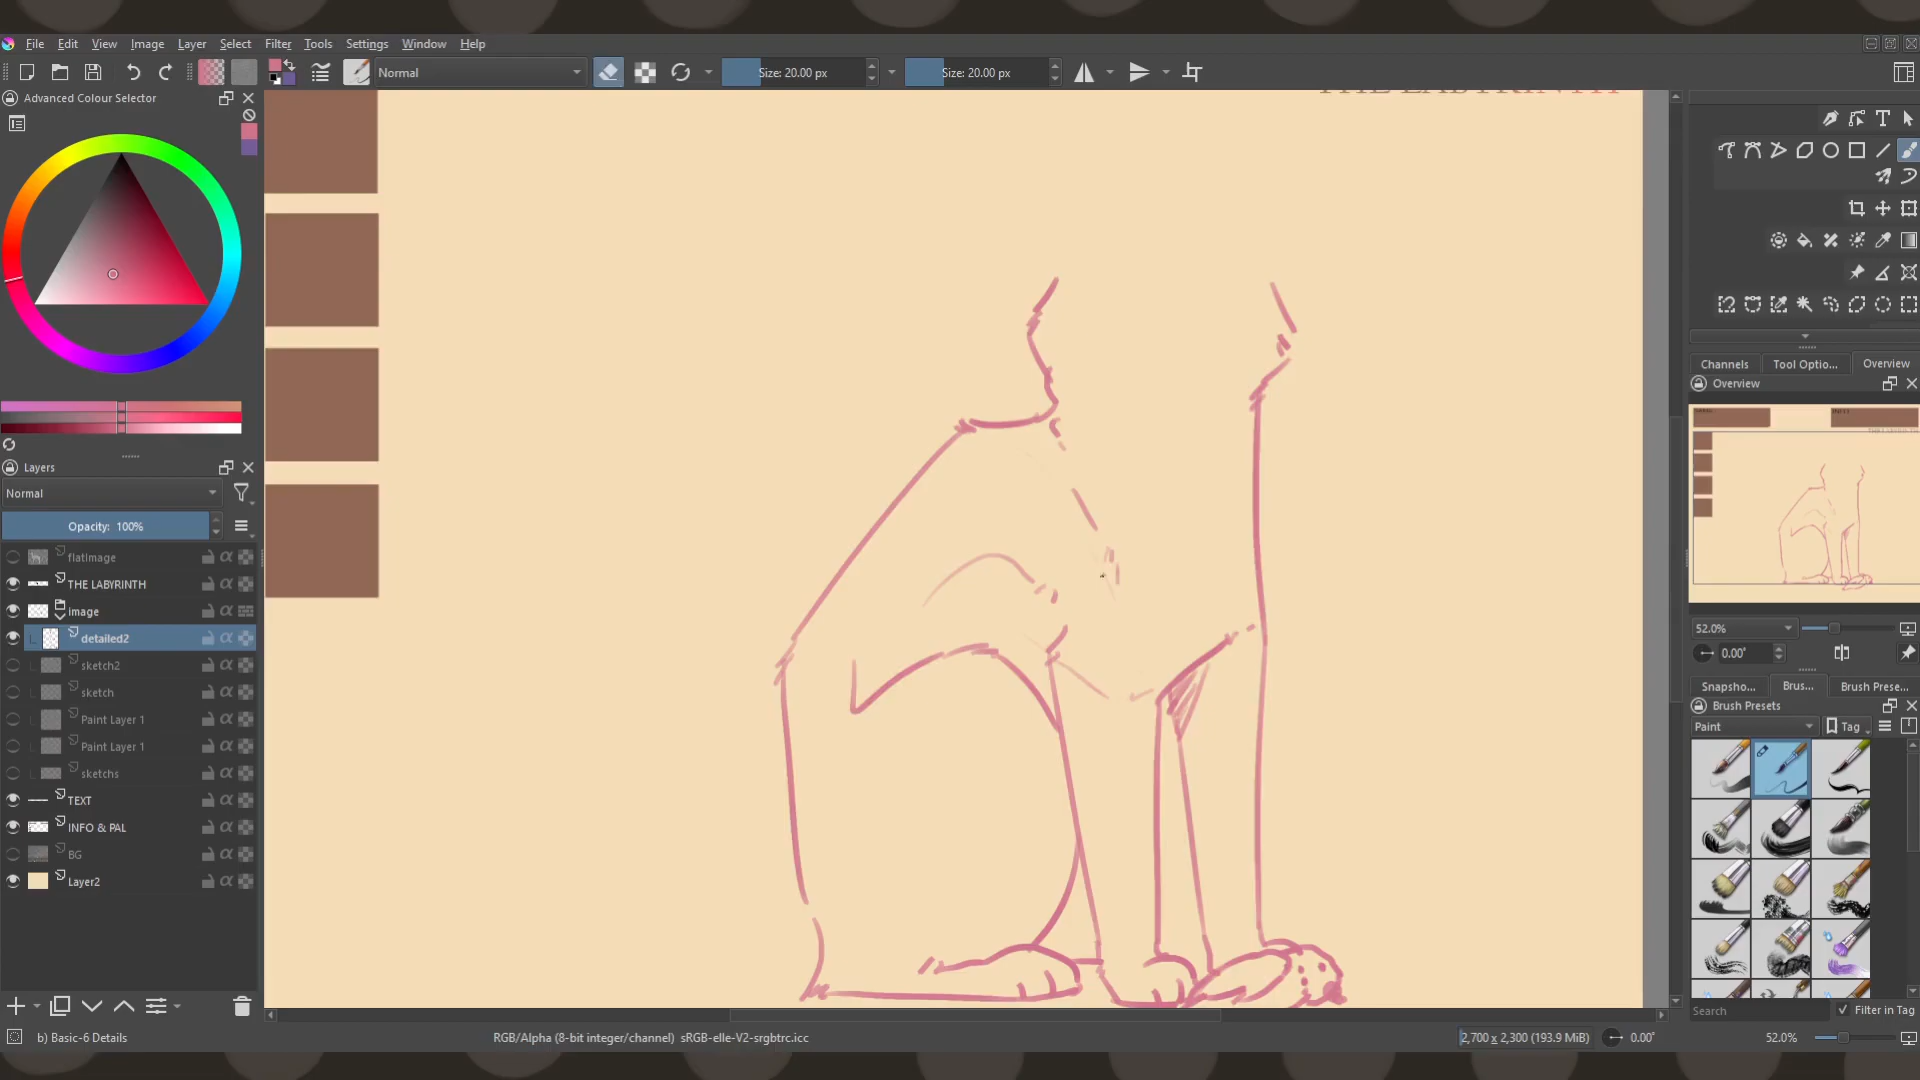 File Edit View Image Layer Select Filter Tools Settings Window Help
Normal Size: 20.00 px Size: 20.00 px
Advanced Colour Selector
THE LABYRINTH
Channels Tool Optio... Overview
Overview
Layers
Normal
Opacity: 100%
flatImage
THE LABYRINTH
image
detailed2
sketch2
sketch
Paint Layer 1
Paint Layer 1
sketchs
TEXT
INFO & PAL
BG
Layer2
52.0%
0.00°
Snapsho... Brus... Brush Prese...
Brush Presets
Paint Tag
Search Filter in Tag
b) Basic-6 Details RGB/Alpha (8-bit integer/channel) sRGB-elle-V2-srgbtrc.icc 2,700 x 2,300 (193.9 MiB) 0.00° 52.0%